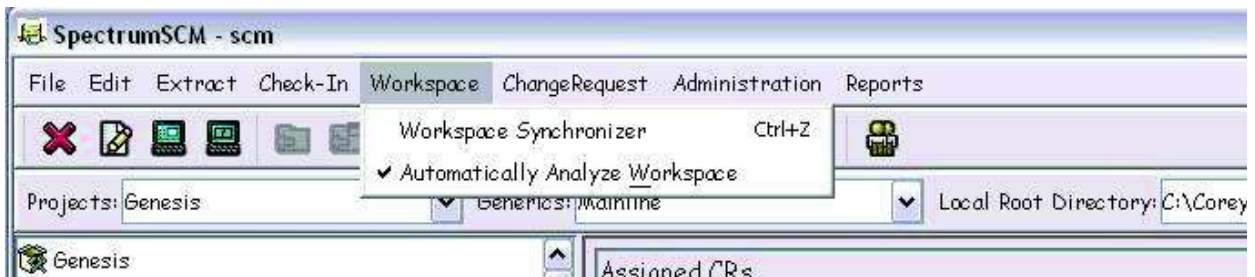 SpectrumSCM - scm
File Edit Extract Check-In Workspace ChangeRequest Administration Reports
Workspace Synchronizer Ctrl+Z
Automatically Analyze Workspace
Projects: Genesis Generics: Mainline Local Root Directory: C:\Corey
Genesis
Assigned CRs